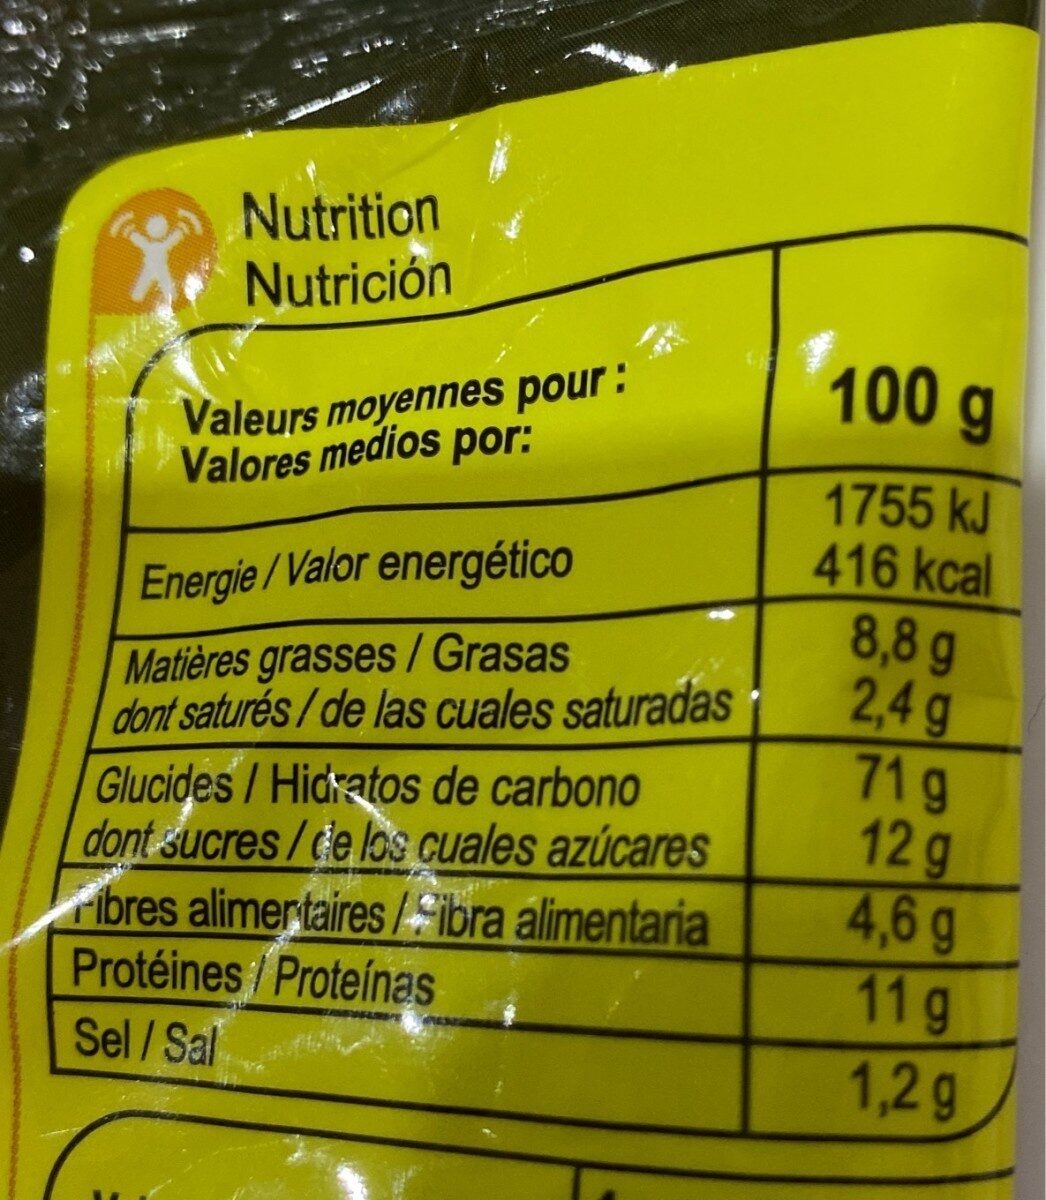 Nutrition
Nutrición
Valeurs moyennes pour :
Valores medios por:
100 g
Energie / Valor energético
1755 kJ
416 kcal
Matières grasses / Grasas 8,8 g
dont saturés / de las cuales saturadas 2,4 g
Glucides / Hidratos de carbono 71 g
dont sucres / de los cuales azúcares 12 g
Fibres alimentaires / Fibra alimentaria 4,6 g
Protéines / Proteínas 11 g
Sel / Sal 1,2 g